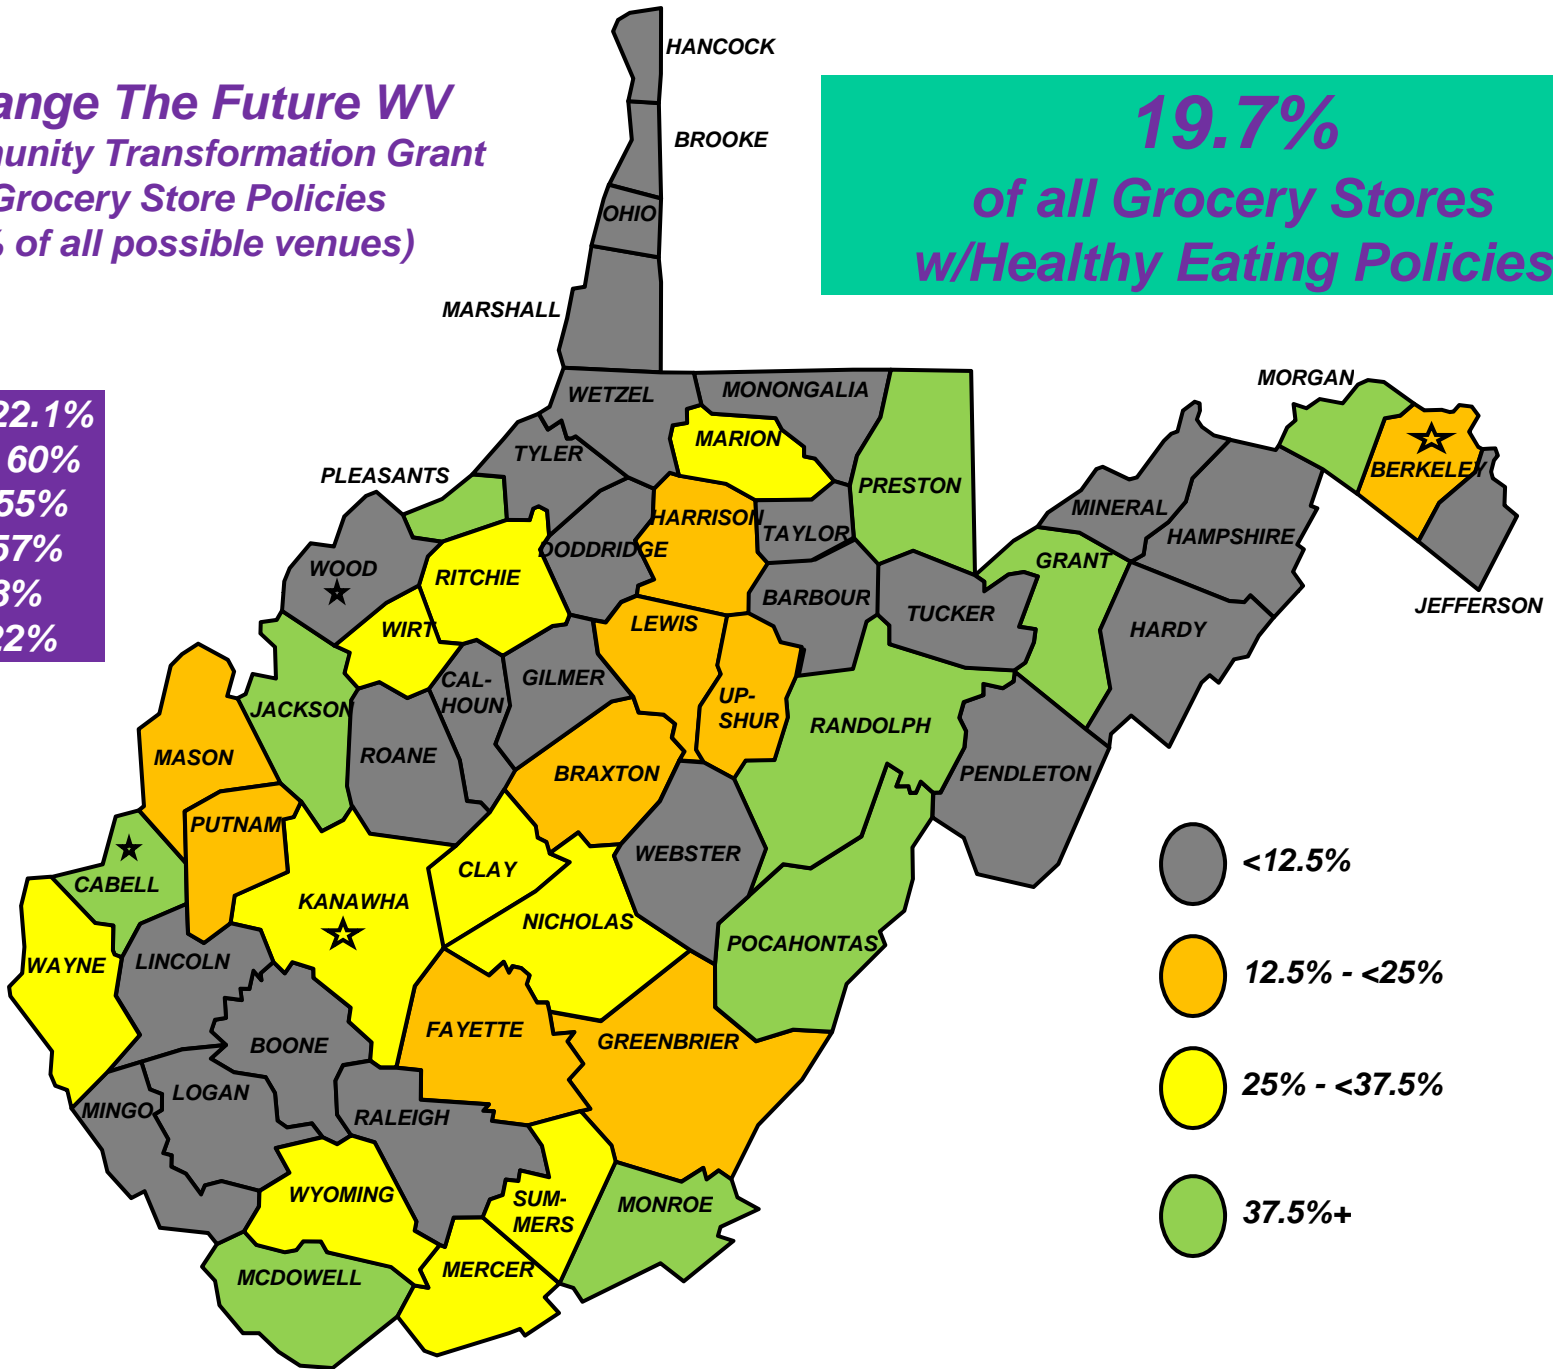 ange The Future WV
unity Transformation Grant
Grocery Store Policies
of all possible venues)
19.7%
of all Grocery Stores
w/Healthy Eating Policies
22.1%
60%
55%
57%
3%
22%
HANCOCK
BROOKE
OHIO
MARSHALL
WETZEL
MONONGALIA
MARION
TYLER
PLEASANTS
PRESTON
MORGAN
BERKELEY
MINERAL
HAMPSHIRE
JEFFERSON
HARRISON
TAYLOR
DODDRIDGE
WOOD
RITCHIE
GRANT
BARBOUR
TUCKER
HARDY
WIRT
LEWIS
GILMER
CAL-
HOUN
UP-
SHUR
RANDOLPH
JACKSON
ROANE
MASON
BRAXTON
PENDLETON
PUTNAM
WEBSTER
CLAY
CABELL
KANAWHA
NICHOLAS
POCAHONTAS
WAYNE
LINCOLN
FAYETTE
GREENBRIER
BOONE
LOGAN
MINGO
RALEIGH
WYOMING
SUM-
MERS
MONROE
MERCER
MCDOWELL
<12.5%
12.5% - <25%
25% - <37.5%
37.5%+